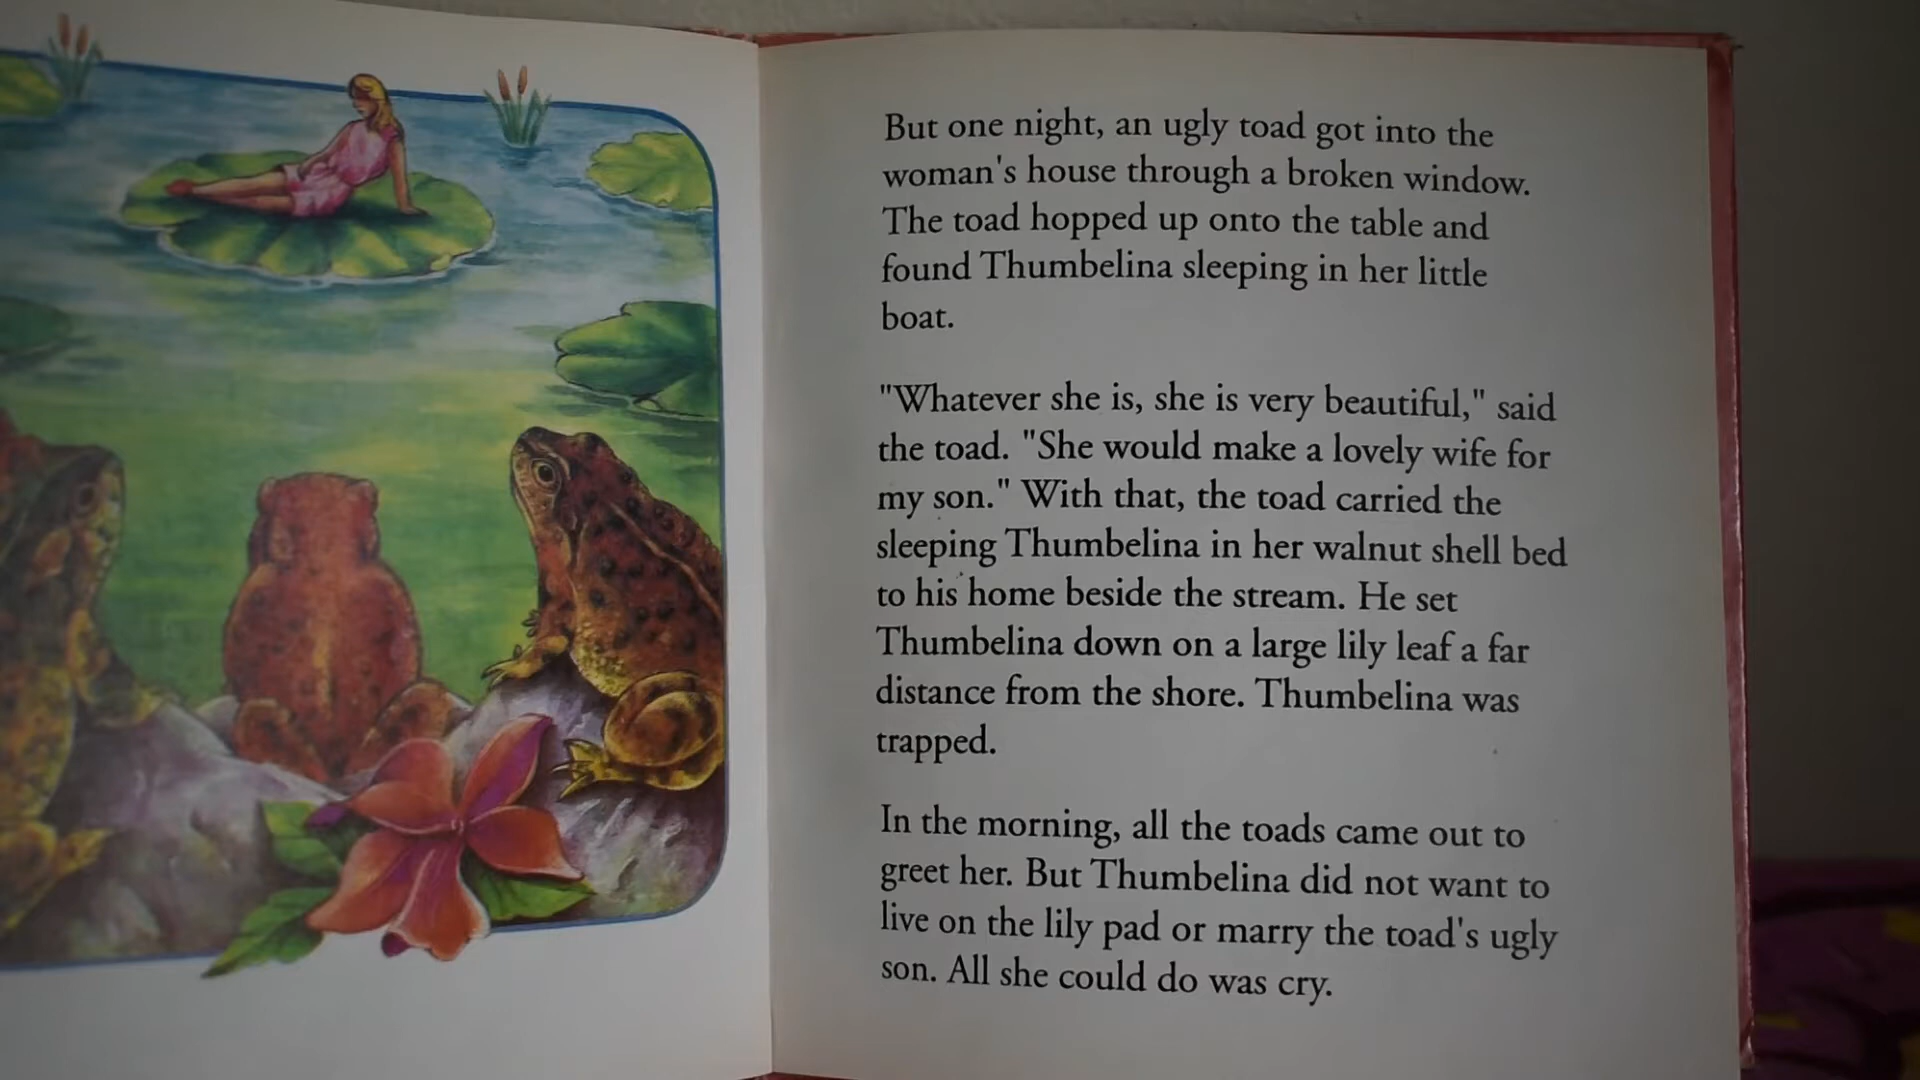 But one night, an ugly toad got into the
woman's house through a broken window.
The toad hopped up onto the table and
found Thumbelina sleeping in her little
boat.
"Whatever she is, she is very beautiful," said
the toad. "She would make a lovely wife for
my son." With that, the toad carried the
sleeping Thumbelina in her walnut shell bed
to his home beside the stream. He set
Thumbelina down on a large lily leaf a far
distance from the shore. Thumbelina was
trapped.
In the morning, all the toads came out to
greet her. But Thumbelina did not want to
live on the lily pad or marry the toad's ugly
son. All she could do was cry.